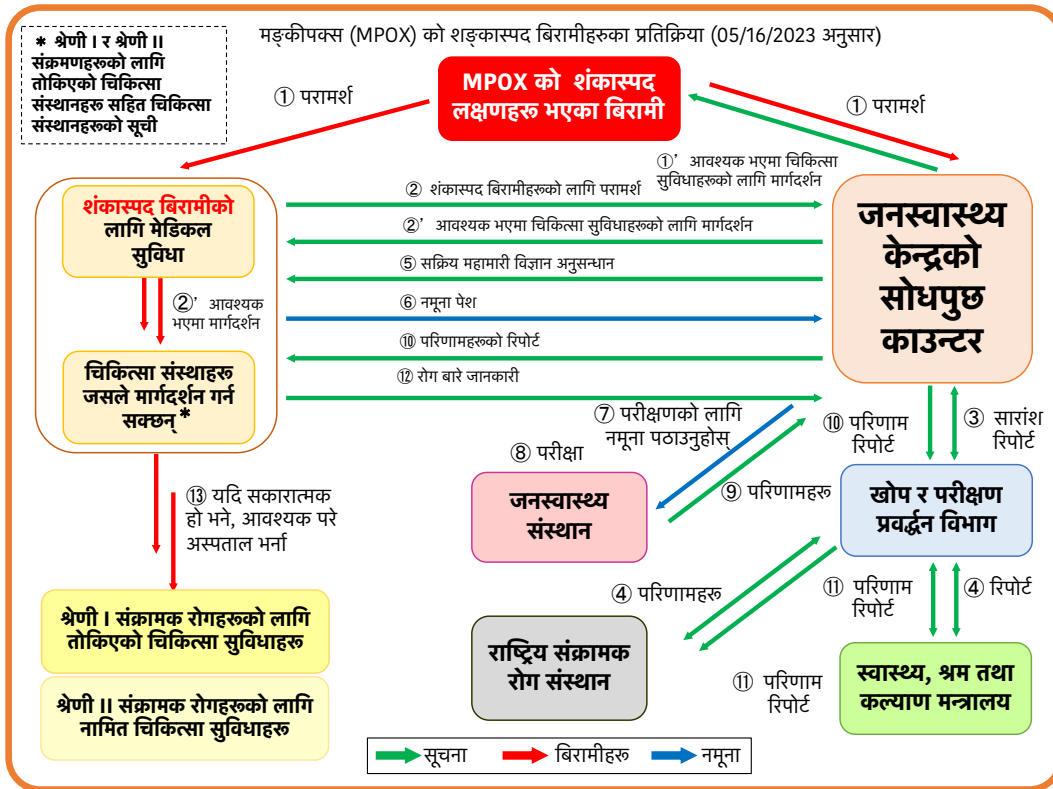 मङ्कीपक्स (MPOX) को शङ्कास्पद बिरामीहरुका प्रतिक्रिया (05/16/2023 अनुसार)
* श्रेणी I र श्रेणी II
संक्रमणहरूको लागि
तोकिएको चिकित्सा
संस्थानहरू सहित चिकित्सा
संस्थानहरूको सूची
MPOX को शंकास्पद
लक्षणहरू भएका बिरामी
① परामर्श
① परामर्श
①’ आवश्यक भएमा चिकित्सा
सुविधाहरूको लागि मार्गदर्शन
शंकास्पद बिरामीको
लागि मेडिकल
सुविधा
②’ आवश्यक
भएमा मार्गदर्शन
चिकित्सा संस्थाहरू
जसले मार्गदर्शन गर्न
सक्छन् *
② शंकास्पद बिरामीहरूको लागि परामर्श
②’ आवश्यक भएमा चिकित्सा सुविधाहरूको लागि मार्गदर्शन
⑤ सक्रिय महामारी विज्ञान अनुसन्धान
⑥ नमूना पेश
⑩ परिणामहरूको रिपोर्ट
⑫ रोग बारे जानकारी
जनस्वास्थ्य
केन्द्रको
सोधपुछ
काउन्टर
⑦ परीक्षणको लागि
नमूना पठाउनुहोस्
⑧ परीक्षा
⑨ परिणामहरू
जनस्वास्थ्य
संस्थान
⑩ परिणाम
रिपोर्ट
③ सारांश
रिपोर्ट
खोप र परीक्षण
प्रवर्द्धन विभाग
⑬ यदि सकारात्मक
हो भने, आवश्यक परे
अस्पताल भर्ना
④ परिणामहरू
⑪ परिणाम
रिपोर्ट
④ रिपोर्ट
श्रेणी I संक्रामक रोगहरूको लागि
तोकिएको चिकित्सा सुविधाहरू
श्रेणी II संक्रामक रोगहरूको लागि
नामित चिकित्सा सुविधाहरू
राष्ट्रिय संक्रामक
रोग संस्थान
⑪ परिणाम
रिपोर्ट
स्वास्थ्य, श्रम तथा
कल्याण मन्त्रालय
सूचना
बिरामीहरू
नमूना